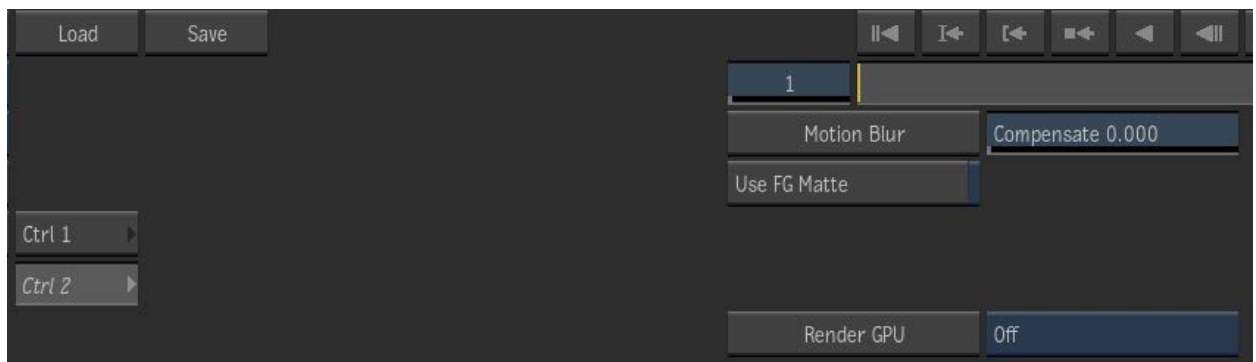 Load Save
1
Motion Blur Compensate 0.000
Use FG Matte
Ctrl 1
Ctrl 2
Render GPU Off